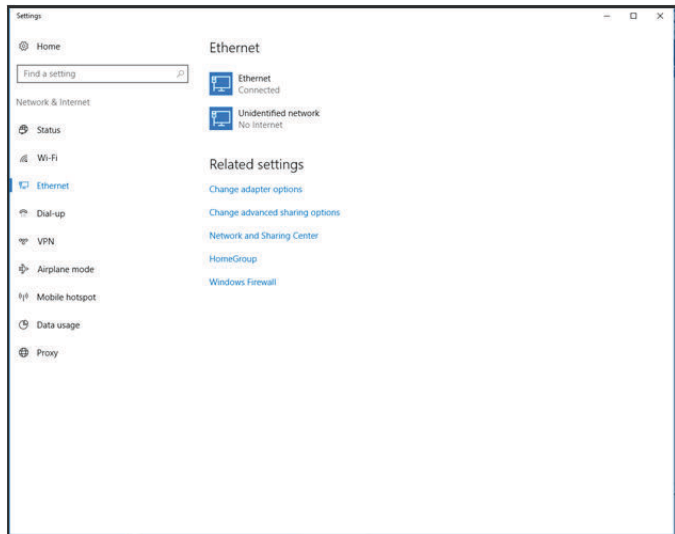 Settings
Home
Find a setting
Network & Internet
Status
Wi-Fi
Ethernet
Dial-up
VPN
Airplane mode
Mobile hotspot
Data usage
Proxy
Ethernet
Ethernet
Connected
Unidentified network
No Internet
Related settings
Change adapter options
Change advanced sharing options
Network and Sharing Center
HomeGroup
Windows Firewall